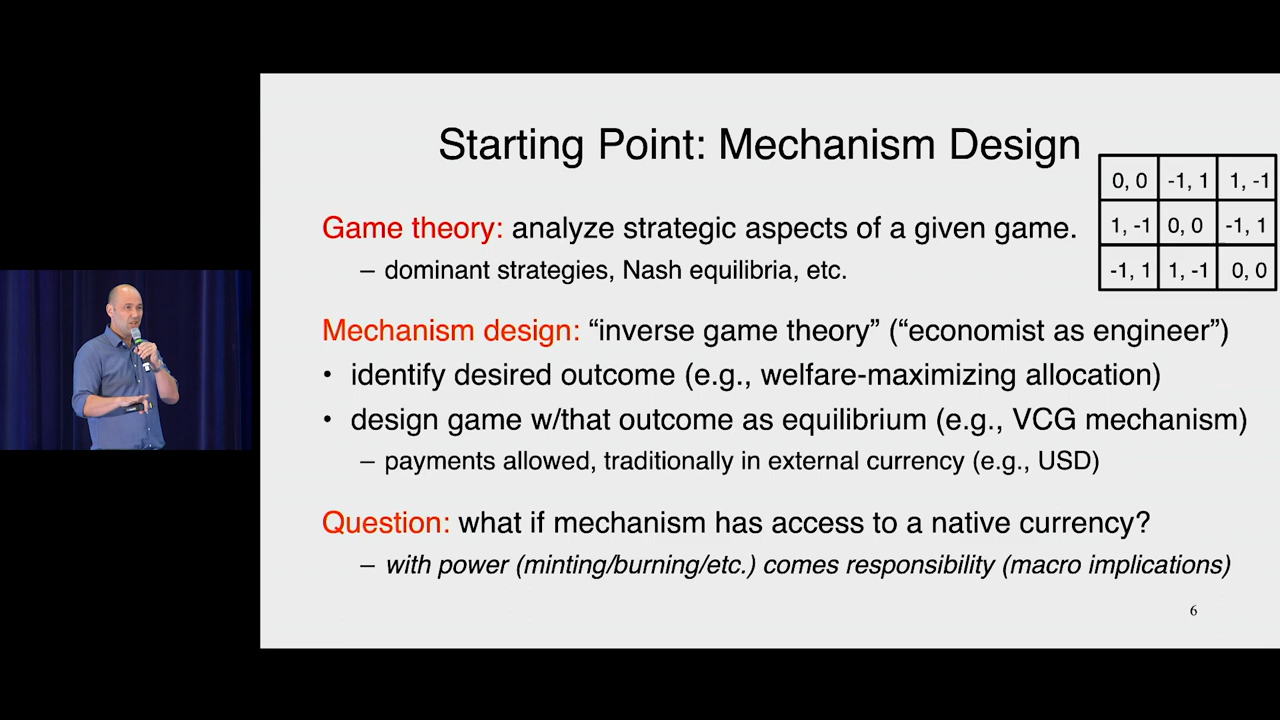 Starting Point: Mechanism Design
0, 0 -1, 1 1, -1
1, -1 0, 0 -1, 1
-1, 1 1, -1 0, 0
Game theory: analyze strategic aspects of a given game.
– dominant strategies, Nash equilibria, etc.
Mechanism design: “inverse game theory” (“economist as engineer”)
• identify desired outcome (e.g., welfare-maximizing allocation)
• design game w/that outcome as equilibrium (e.g., VCG mechanism)
– payments allowed, traditionally in external currency (e.g., USD)
Question: what if mechanism has access to a native currency?
– with power (minting/burning/etc.) comes responsibility (macro implications)
6